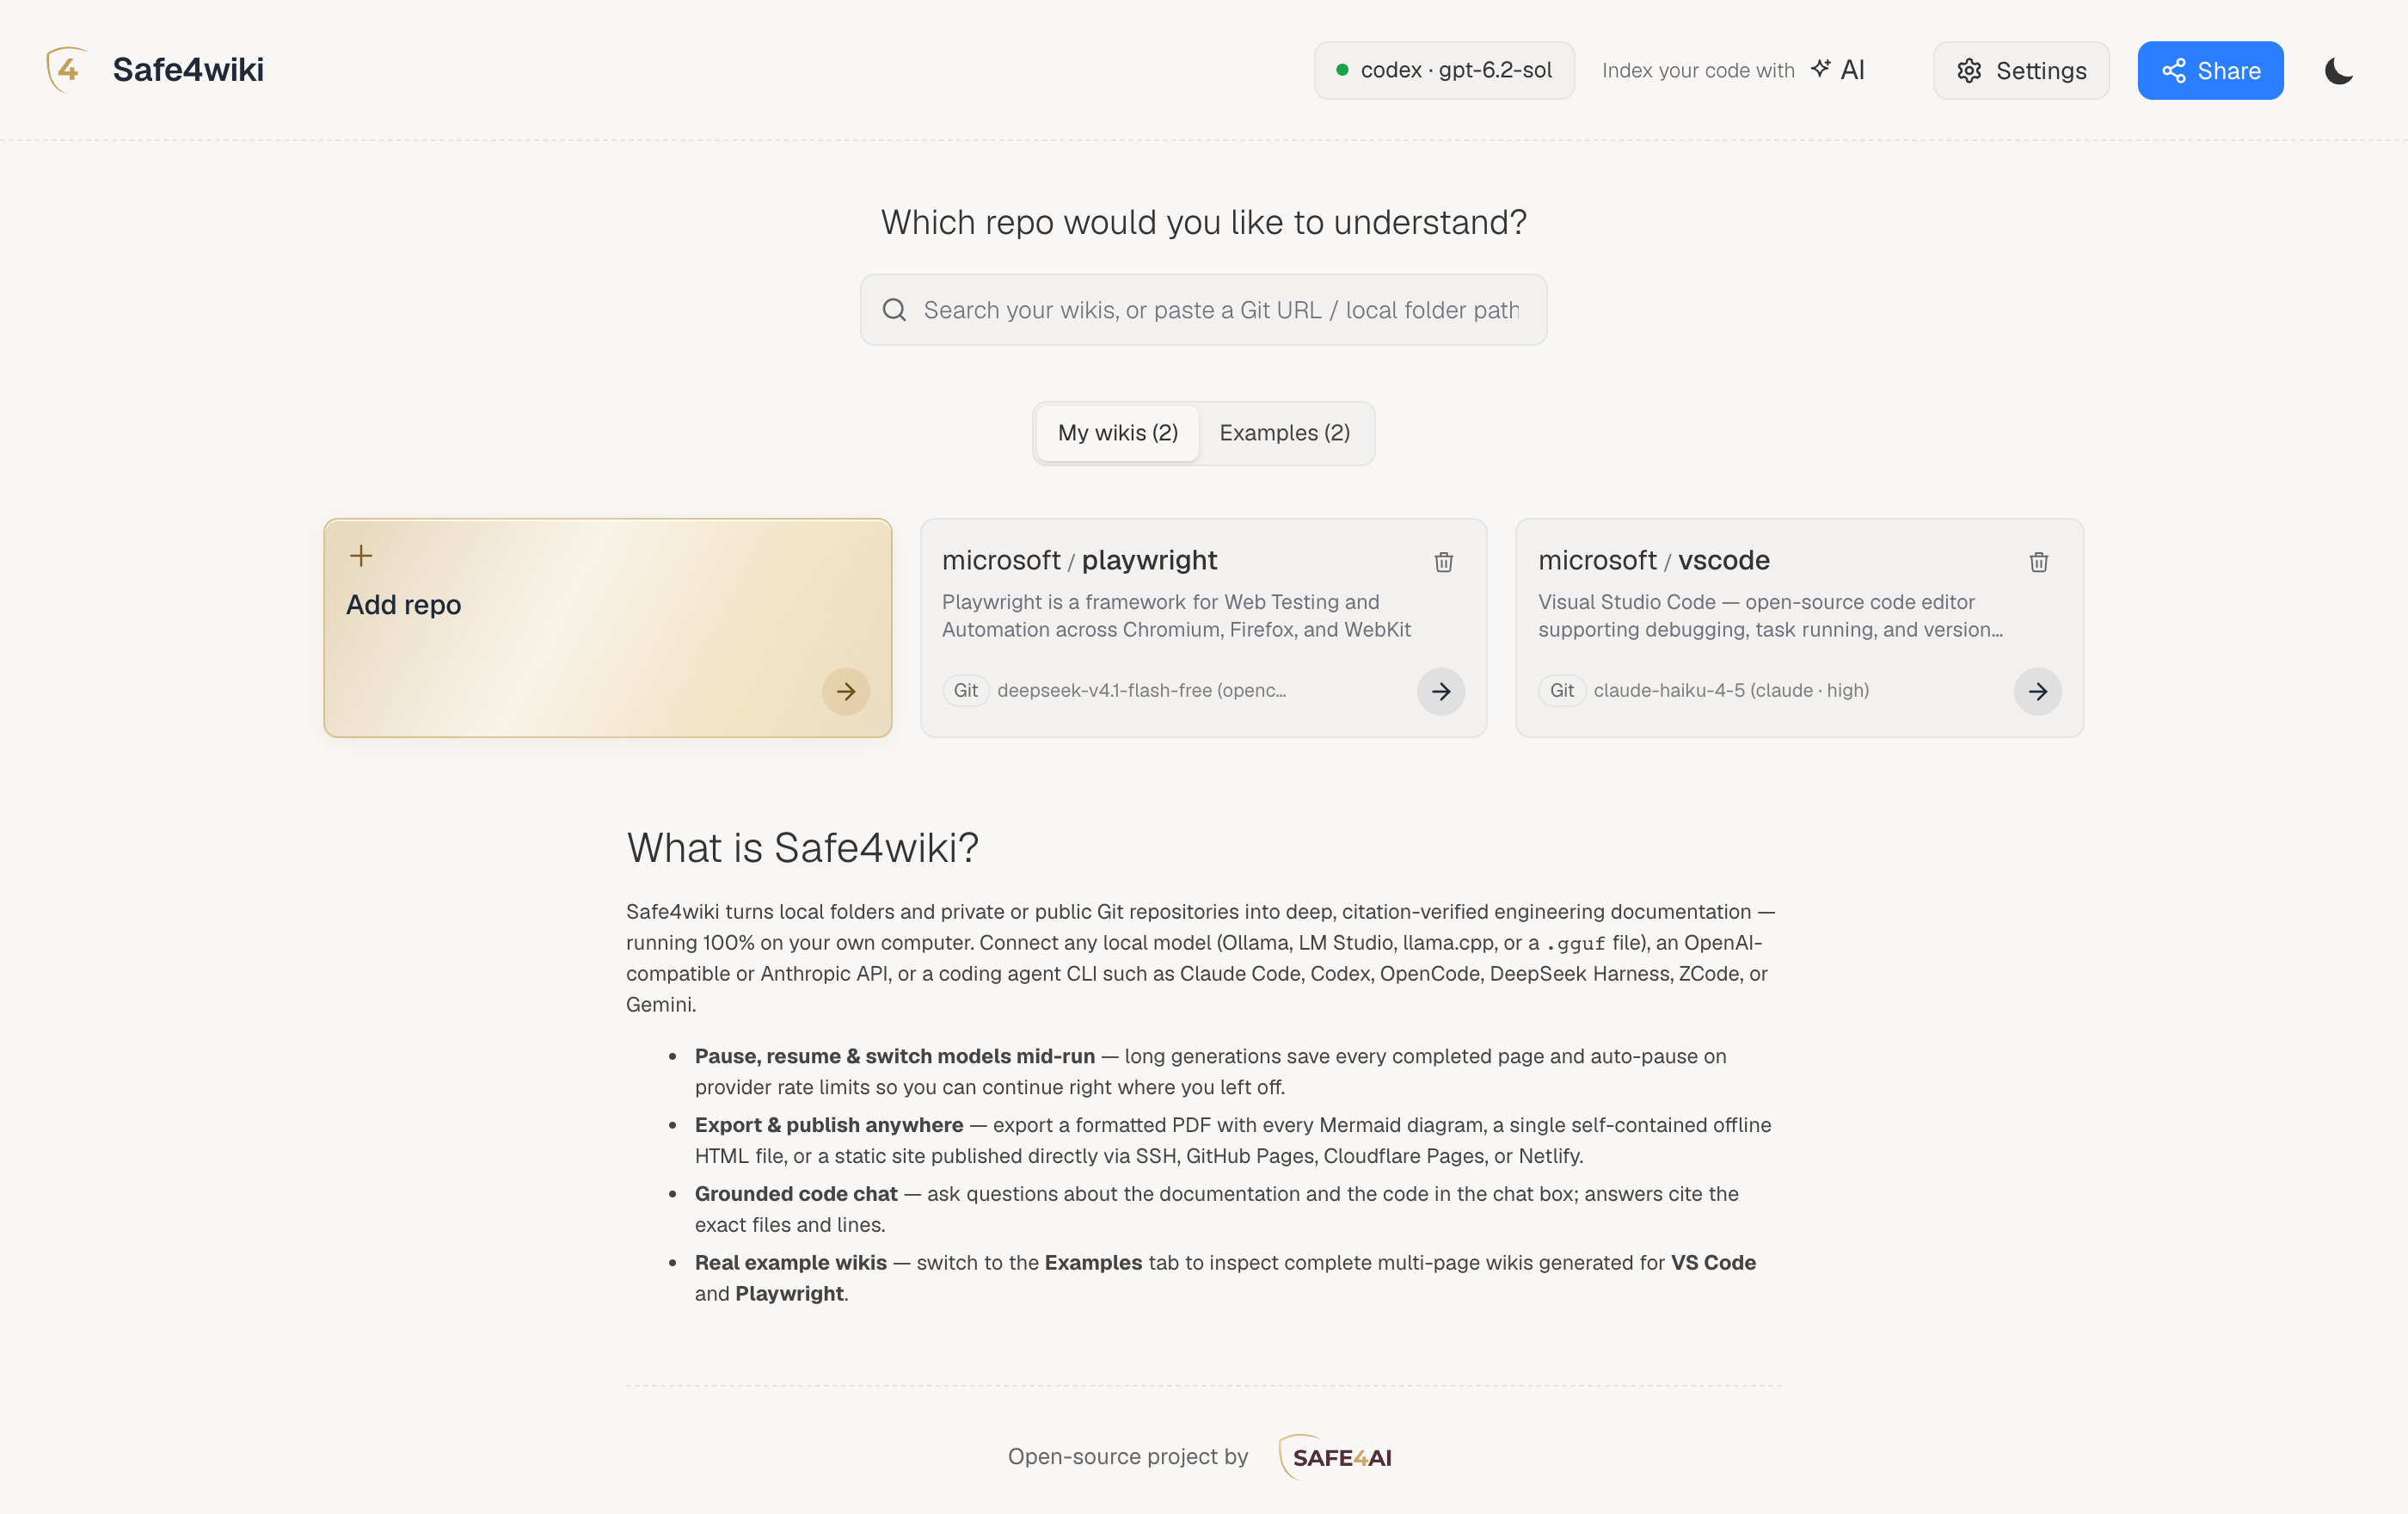 4 Safe4wiki
codex · gpt-6.2-sol
Index your code with AI
Settings
Share
Which repo would you like to understand?
Search your wikis, or paste a Git URL / local folder path
My wikis (2)
Examples (2)
Add repo
microsoft / playwright
Playwright is a framework for Web Testing and
Automation across Chromium, Firefox, and WebKit
Git deepseek-v4.1-flash-free (openc...
microsoft / vscode
Visual Studio Code — open-source code editor
supporting debugging, task running, and version...
Git claude-haiku-4-5 (claude · high)
What is Safe4wiki?
Safe4wiki turns local folders and private or public Git repositories into deep, citation-verified engineering documentation —
running 100% on your own computer. Connect any local model (Ollama, LM Studio, llama.cpp, or a .gguf file), an OpenAI-
compatible or Anthropic API, or a coding agent CLI such as Claude Code, Codex, OpenCode, DeepSeek Harness, ZCode, or
Gemini.
• Pause, resume & switch models mid-run — long generations save every completed page and auto-pause on
provider rate limits so you can continue right where you left off.
• Export & publish anywhere — export a formatted PDF with every Mermaid diagram, a single self-contained offline
HTML file, or a static site published directly via SSH, GitHub Pages, Cloudflare Pages, or Netlify.
• Grounded code chat — ask questions about the documentation and the code in the chat box; answers cite the
exact files and lines.
• Real example wikis — switch to the Examples tab to inspect complete multi-page wikis generated for VS Code
and Playwright.
Open-source project by SAFE4AI